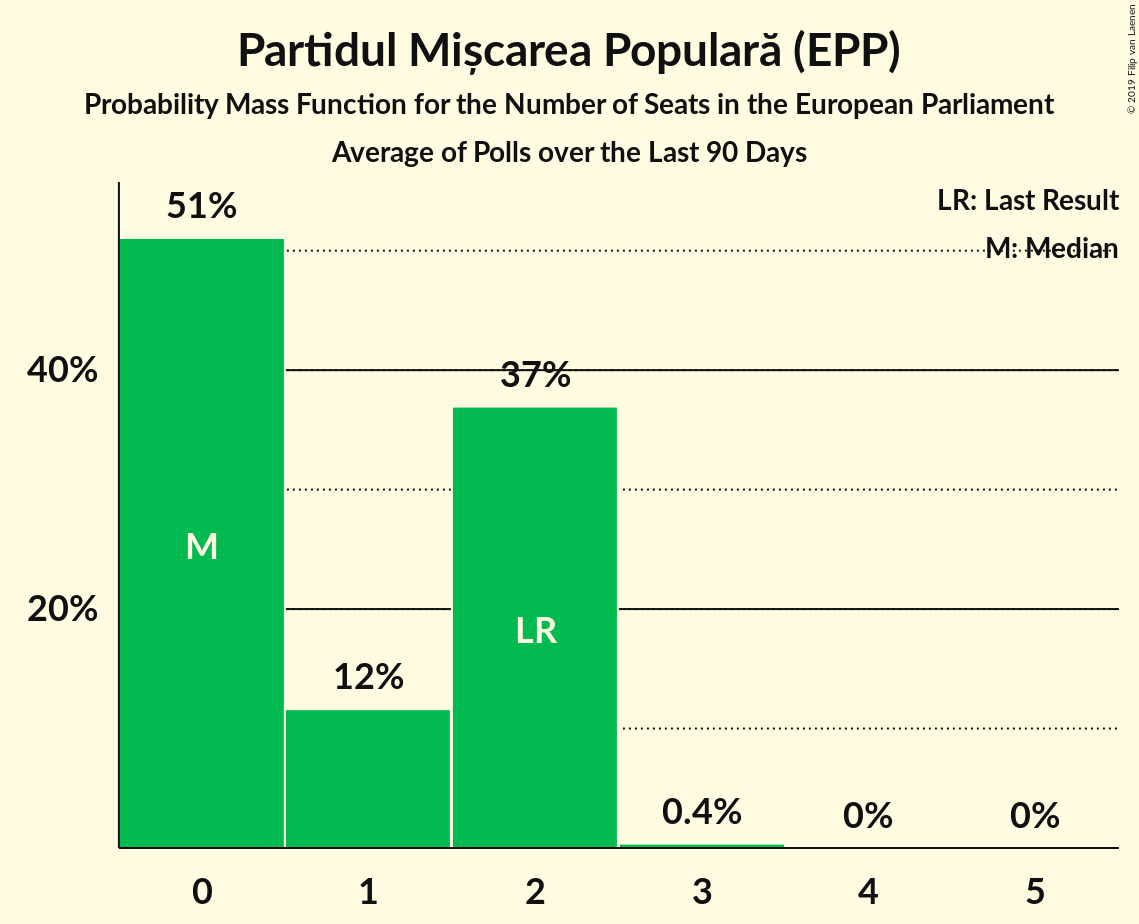 Partidul Mișcarea Populară (EPP)
Probability Mass Function for the Number of Seats in the European Parliament
Average of Polls over the Last 90 Days
© 2019 Filip van Laenen
LR: Last Result
M: Median
51%
40%
37%
M
20%
LR
12%
0.4%
0%
0%
0 1 2 3 4 5